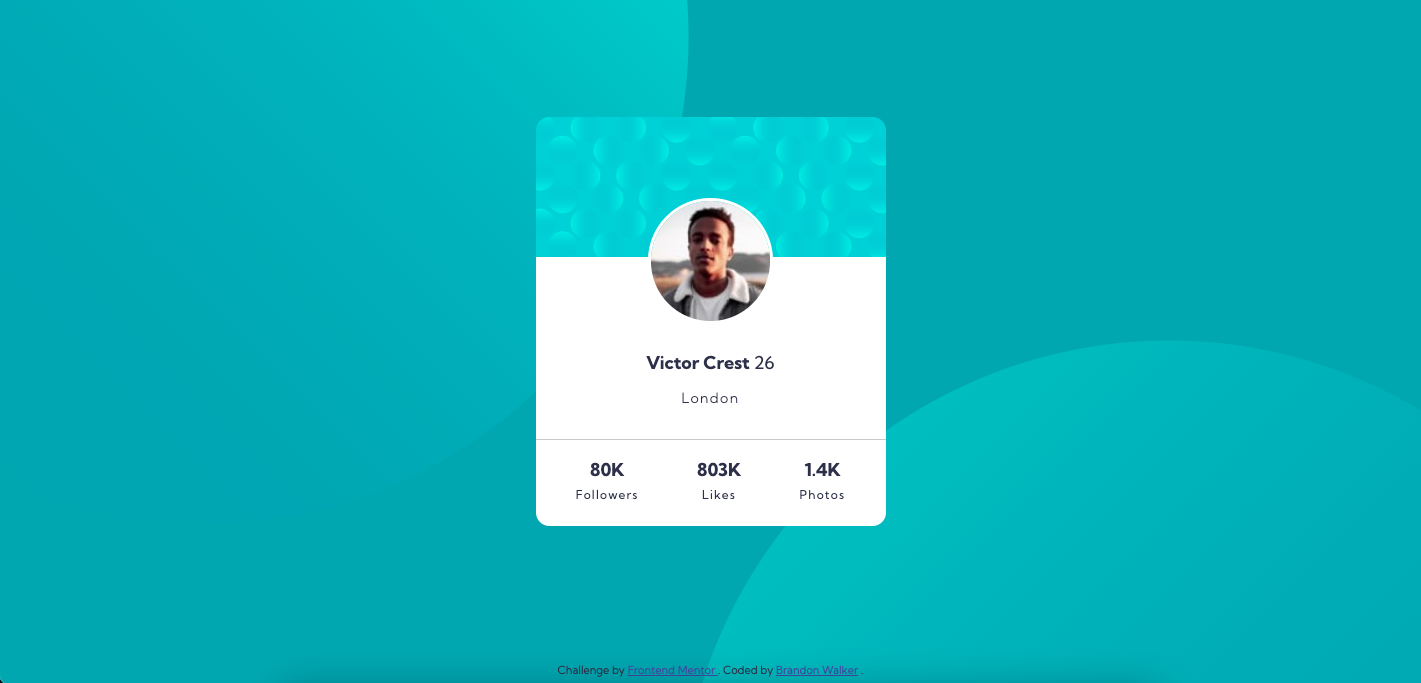 Victor Crest 26
London
80K 803K 1.4K
Followers Likes Photos
Challenge by Frontend Mentor . Coded by Brandon Walker .